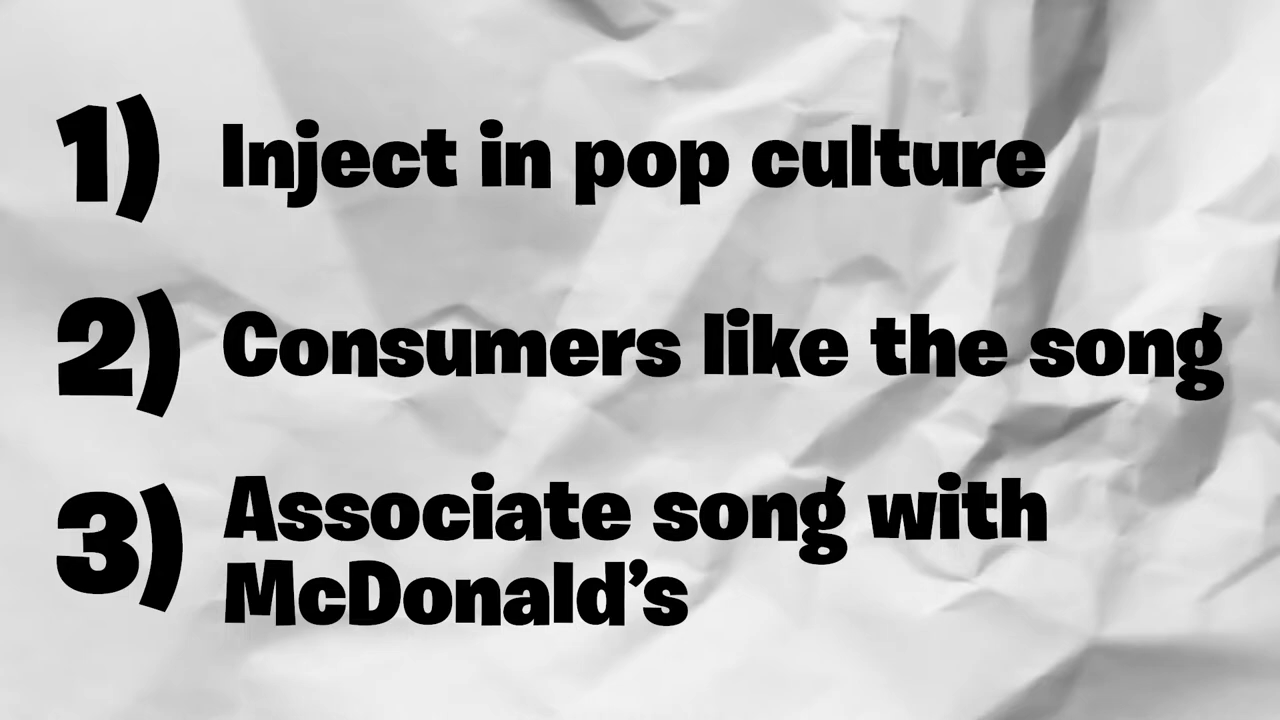 1) Inject in pop culture
2) Consumers like the song
3) Associate song with
McDonald’s